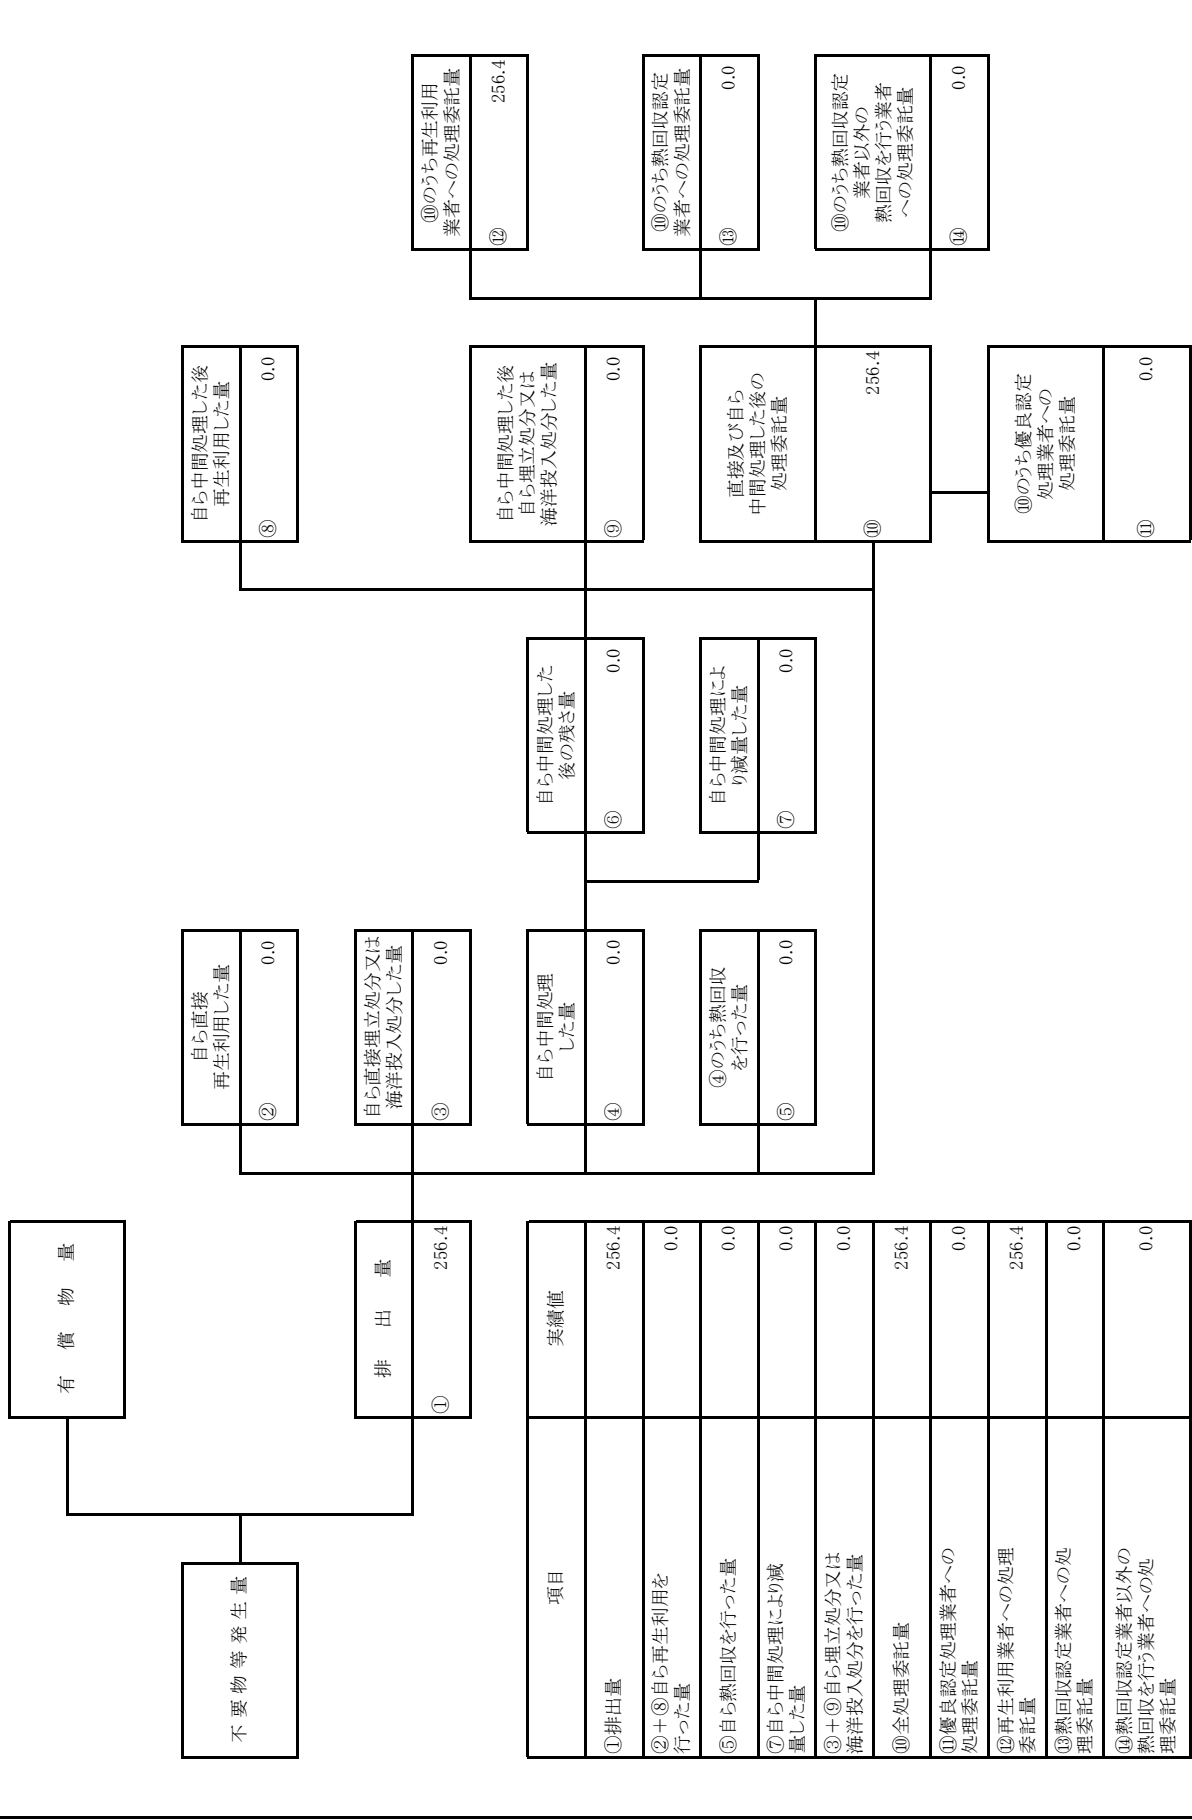 不要物等発生量
有償物量
排出量
① 256.4
自ら直接
再生利用した量
② 0.0
自ら直接埋立処分又は
海洋投入処分した量
③ 0.0
自ら中間処理
した量
④ 0.0
④のうち熱回収
を行った量
⑤ 0.0
自ら中間処理した
後の残さ量
⑥ 0.0
自ら中間処理によ
り減量した量
⑦ 0.0
自ら中間処理した後
再生利用した量
⑧ 0.0
自ら中間処理した後
自ら埋立処分又は
海洋投入処分した量
⑨ 0.0
直接及び自ら
中間処理した後の
処理委託量
⑩ 256.4
⑩のうち優良認定
処理業者への
処理委託量
⑪ 0.0
⑩のうち再生利用
業者への処理委託量
⑫ 256.4
⑩のうち熱回収認定
業者への処理委託量
⑬ 0.0
⑩のうち熱回収認定
業者以外の
熱回収を行う業者
への処理委託量
⑭ 0.0
項目 実績値
①排出量 256.4
②＋⑧自ら再生利用を
行った量 0.0
⑤自ら熱回収を行った量 0.0
⑦自ら中間処理により減
量した量 0.0
③＋⑨自ら埋立処分又は
海洋投入処分を行った量 0.0
⑩全処理委託量 256.4
⑪優良認定処理業者への
処理委託量 0.0
⑫再生利用業者への処理
委託量 256.4
⑬熱回収認定業者への処
理委託量 0.0
⑭熱回収認定業者以外の
熱回収を行う業者への処
理委託量 0.0